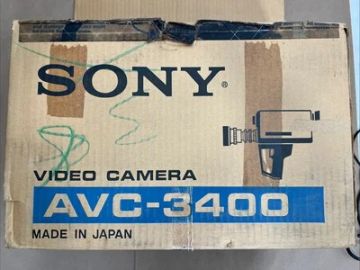 SONY®
VIDEO CAMERA
AVC-3400
MADE IN JAPAN